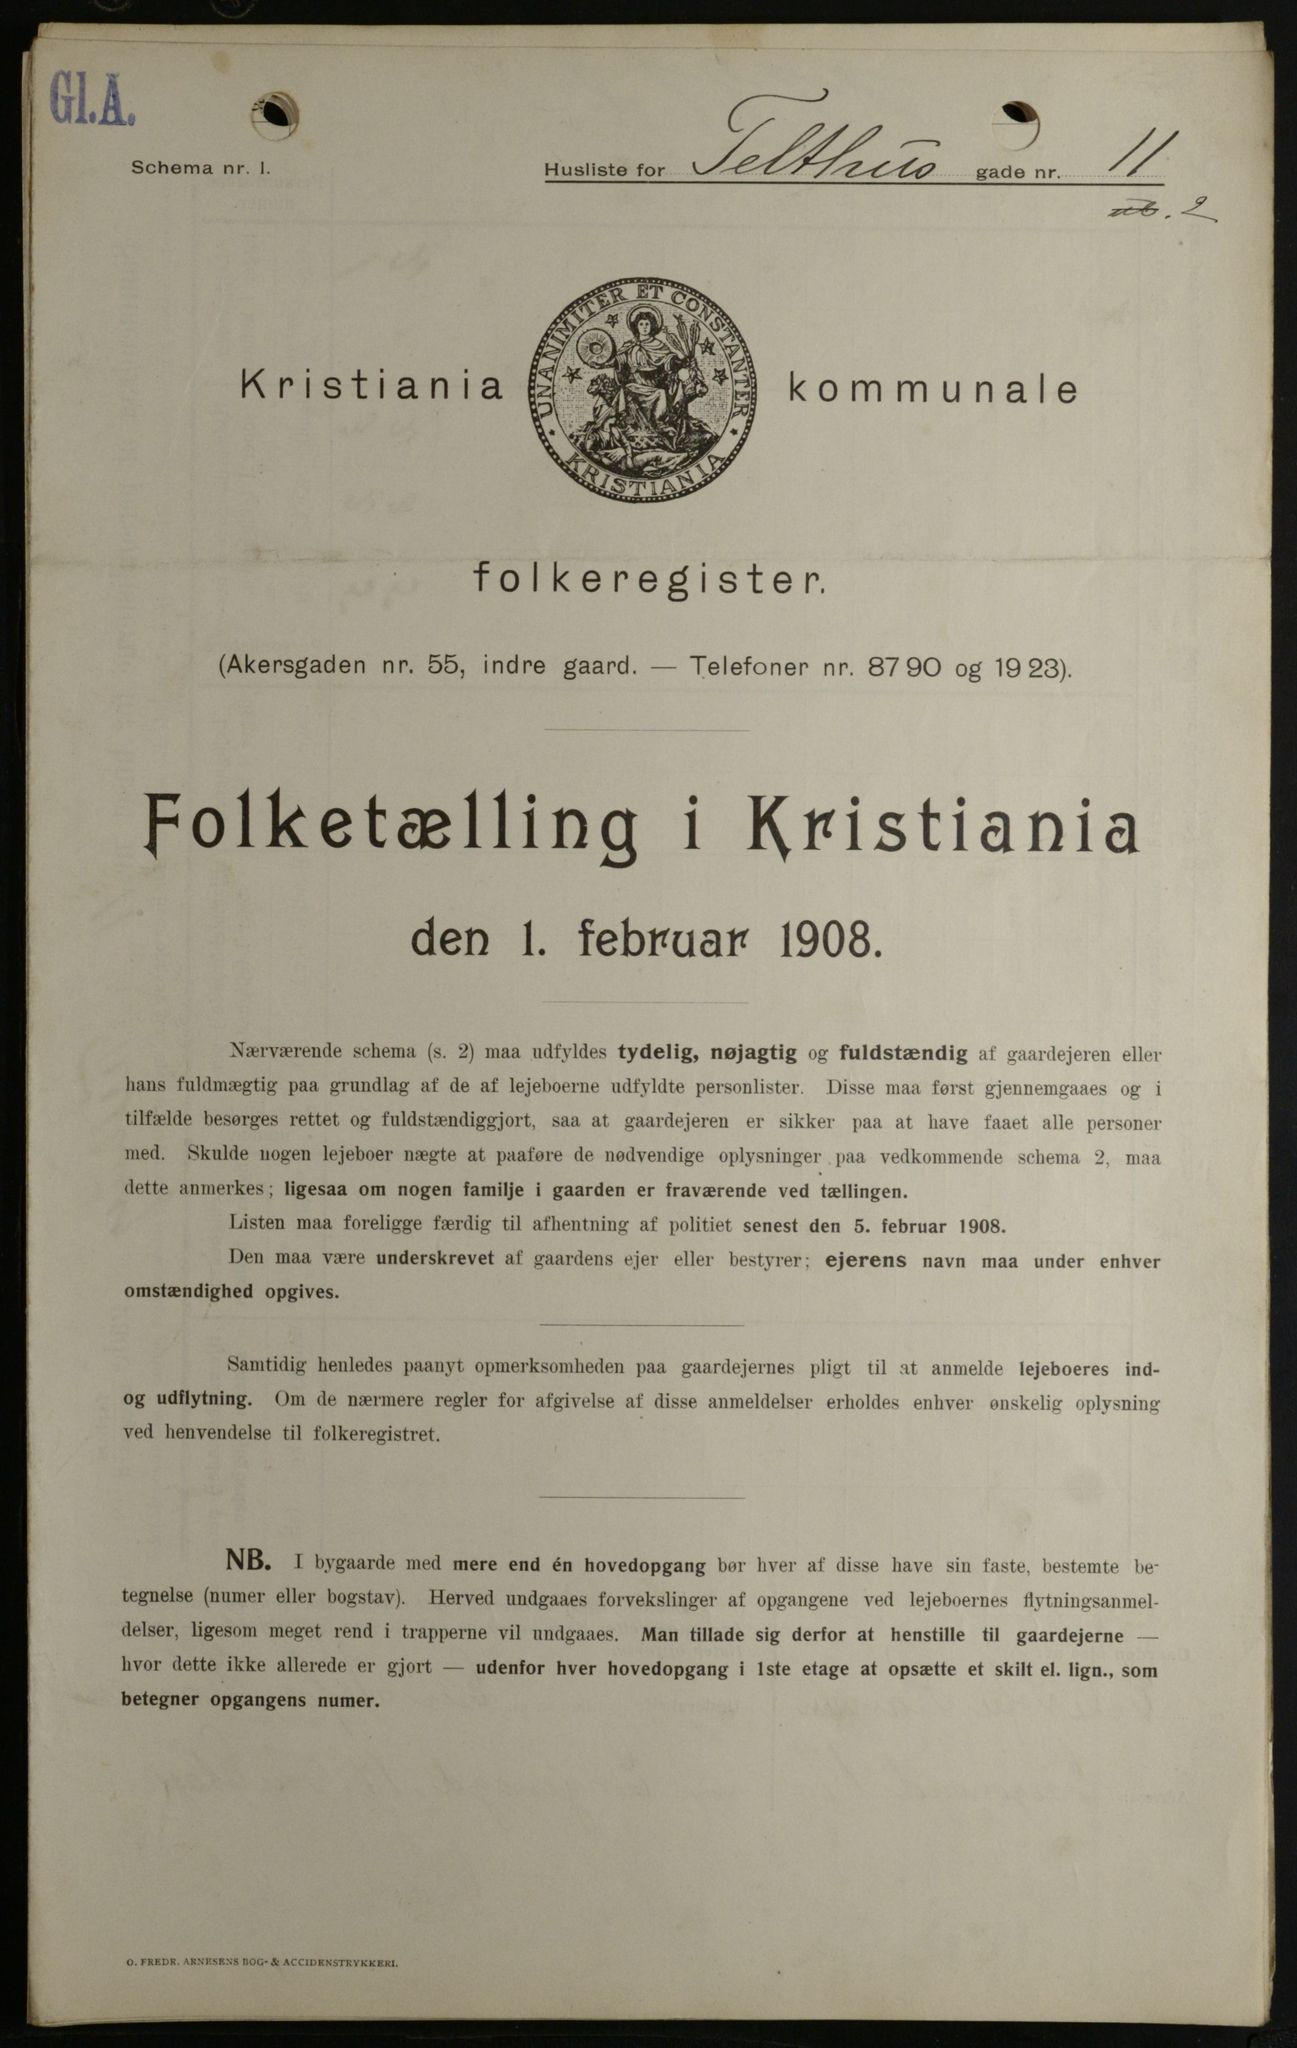 Gl.A.
Schema nr. 1.
Husliste for Telthus gade nr. 11
2
UNANIMITER ET CONSTANTER
KRISTIANIA
Kristiania kommunale
folkeregister.
(Akersgaden nr. 55, indre gaard. — Telefoner nr. 8790 og 1923).
Folketælling i Kristiania
den 1. februar 1908.
Nærværende schema (s. 2) maa udfyldes tydelig, nøjagtig og fuldstændig af gaardejeren eller
hans fuldmægtig paa grundlag af de af lejeboerne udfyldte personlister. Disse maa først gjennemgaaes og i
tilfælde besørges rettet og fuldstændiggjort, saa at gaardejeren er sikker paa at have faaet alle personer
med. Skulde nogen lejeboer nægte at paaføre de nødvendige oplysninger paa vedkommende schema 2, maa
dette anmerkes; ligesaa om nogen familje i gaarden er fraværende ved tællingen.
Listen maa foreligge færdig til afhentning af politiet senest den 5. februar 1908.
Den maa være underskrevet af gaardens ejer eller bestyrer; ejerens navn maa under enhver
omstændighed opgives.
Samtidig henledes paanyt opmerksomheden paa gaardejernes pligt til at anmelde lejeboeres ind-
og udflytning. Om de nærmere regler for afgivelse af disse anmeldelser erholdes enhver ønskelig oplysning
ved henvendelse til folkeregistret.
NB. I bygaarde med mere end én hovedopgang bør hver af disse have sin faste, bestemte be-
tegnelse (numer eller bogstav). Herved undgaaes forvekslinger af opgangene ved lejeboernes flytningsanmel-
delser, ligesom meget rend i trapperne vil undgaaes. Man tillade sig derfor at henstille til gaardejerne —
hvor dette ikke allerede er gjort — udenfor hver hovedopgang i 1ste etage at opsætte et skilt el. lign., som
betegner opgangens numer.
O. FREDR. ARNESENS BOG- & ACCIDENSTRYKKERI.